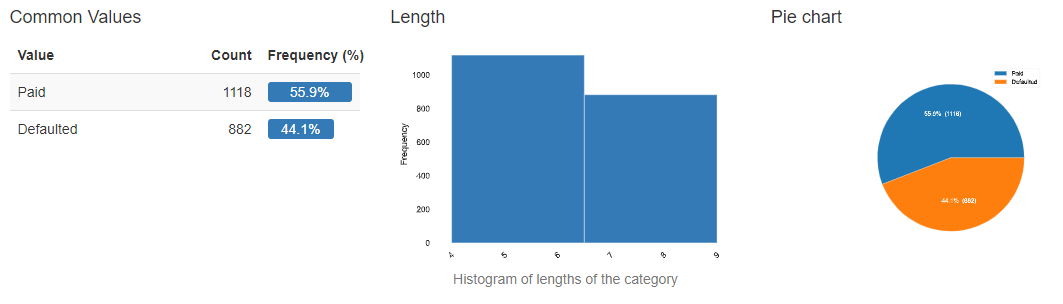 Common Values
Value Count Frequency (%)
Paid 1118 55.9%
Defaulted 882 44.1%
Length
Frequency
1000
800
600
400
200
0
4 5 6 7 8 9
Histogram of lengths of the category
Pie chart
Paid
Defaulted
55.9% (1118)
44.1% (882)